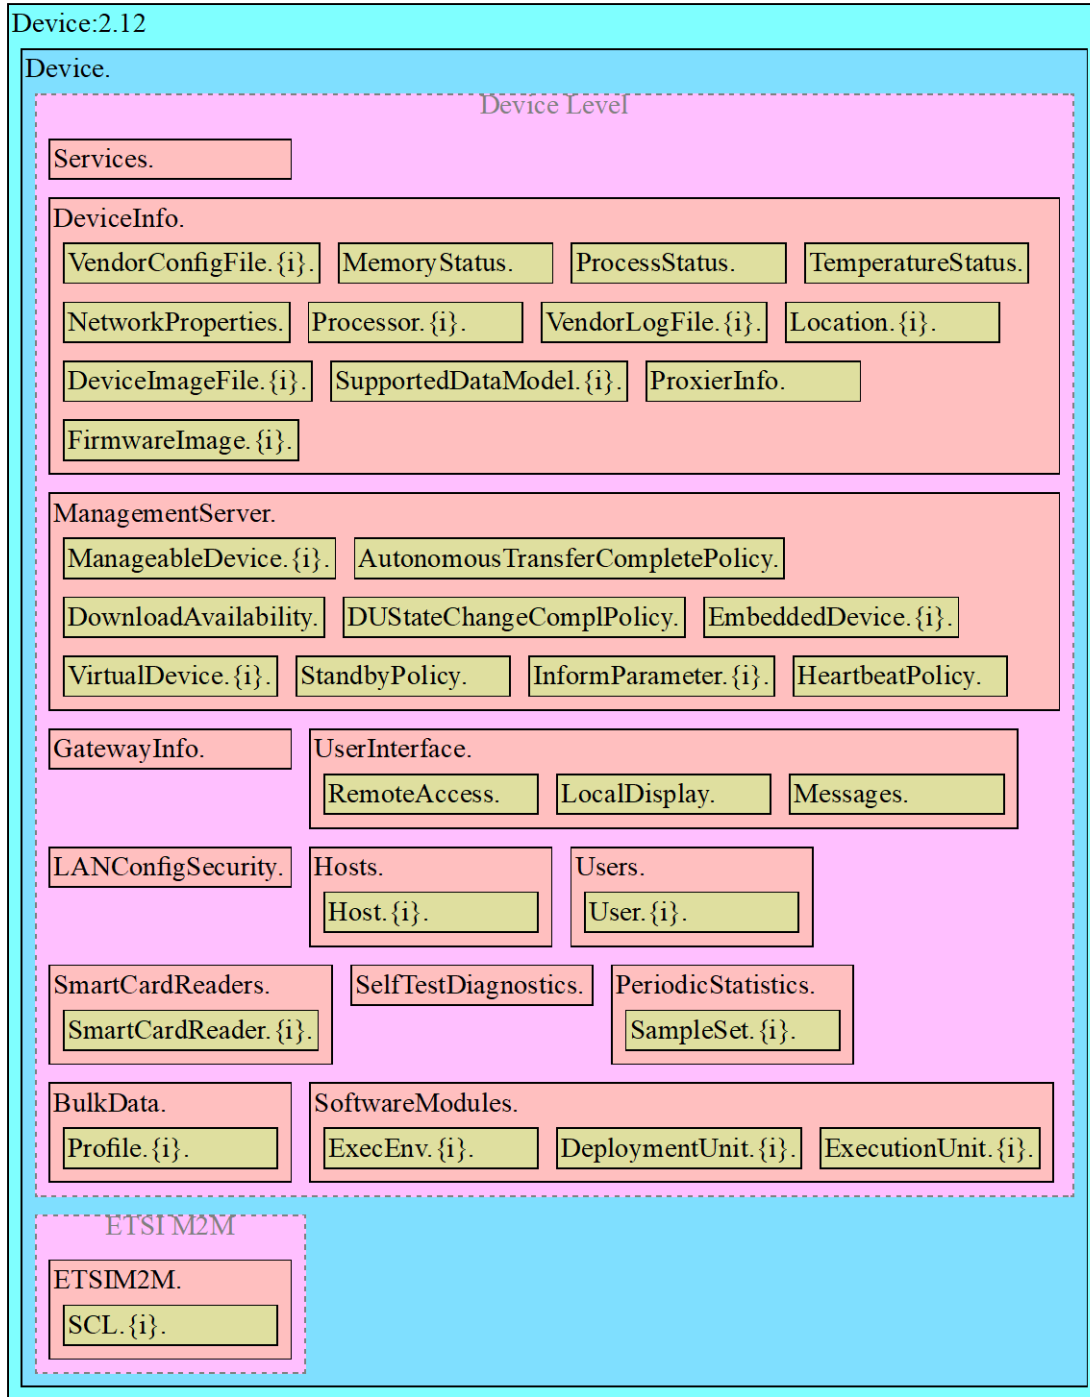 Device:2.12
Device.
Device Level
Services.
DeviceInfo.
VendorConfigFile.{i}. MemoryStatus. ProcessStatus. TemperatureStatus.
NetworkProperties. Processor.{i}. VendorLogFile.{i}. Location.{i}.
DeviceImageFile.{i}. SupportedDataModel.{i}. ProxierInfo.
FirmwareImage.{i}.
ManagementServer.
ManageableDevice.{i}. AutonomousTransferCompletePolicy.
DownloadAvailability. DUStateChangeComplPolicy. EmbeddedDevice.{i}.
VirtualDevice.{i}. StandbyPolicy. InformParameter.{i}. HeartbeatPolicy.
GatewayInfo. UserInterface.
RemoteAccess. LocalDisplay. Messages.
LANConfigSecurity. Hosts. Users.
Host.{i}. User.{i}.
SmartCardReaders. SelfTestDiagnostics. PeriodicStatistics.
SmartCardReader.{i}. SampleSet.{i}.
BulkData. SoftwareModules.
Profile.{i}. ExecEnv.{i}. DeploymentUnit.{i}. ExecutionUnit.{i}.
ETSI M2M
ETSIM2M.
SCL.{i}.